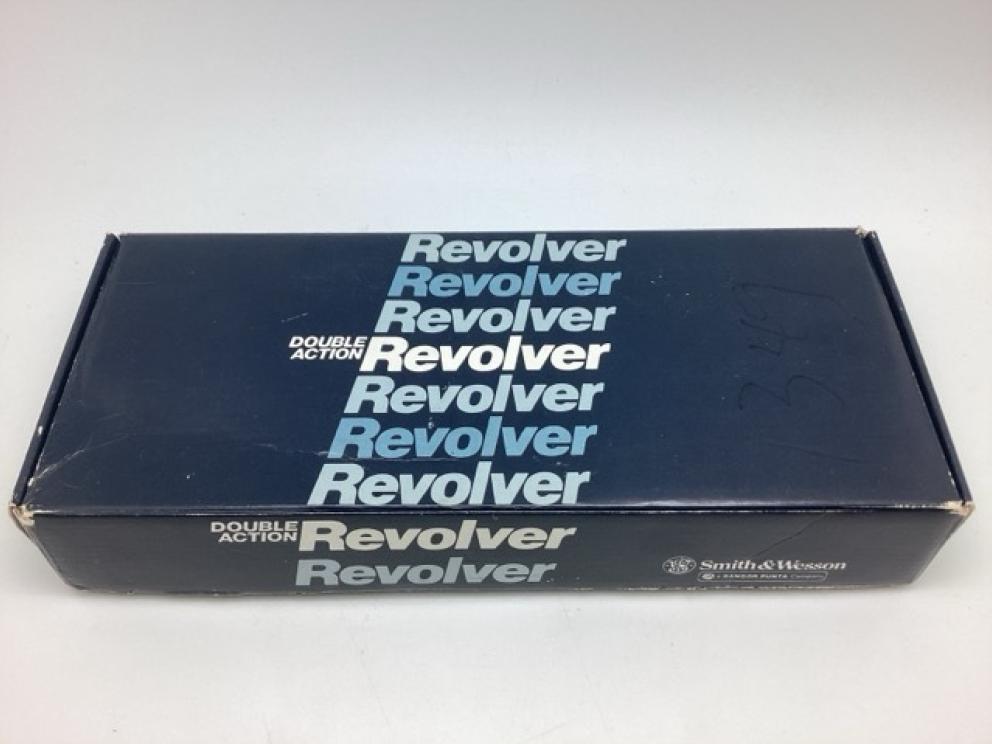 Revolver
Revolver
Revolver
DOUBLE ACTION Revolver
Revolver
Revolver
Revolver
DOUBLE ACTION Revolver
Revolver
Smith & Wesson
A BANGOR PUNTA Company
349